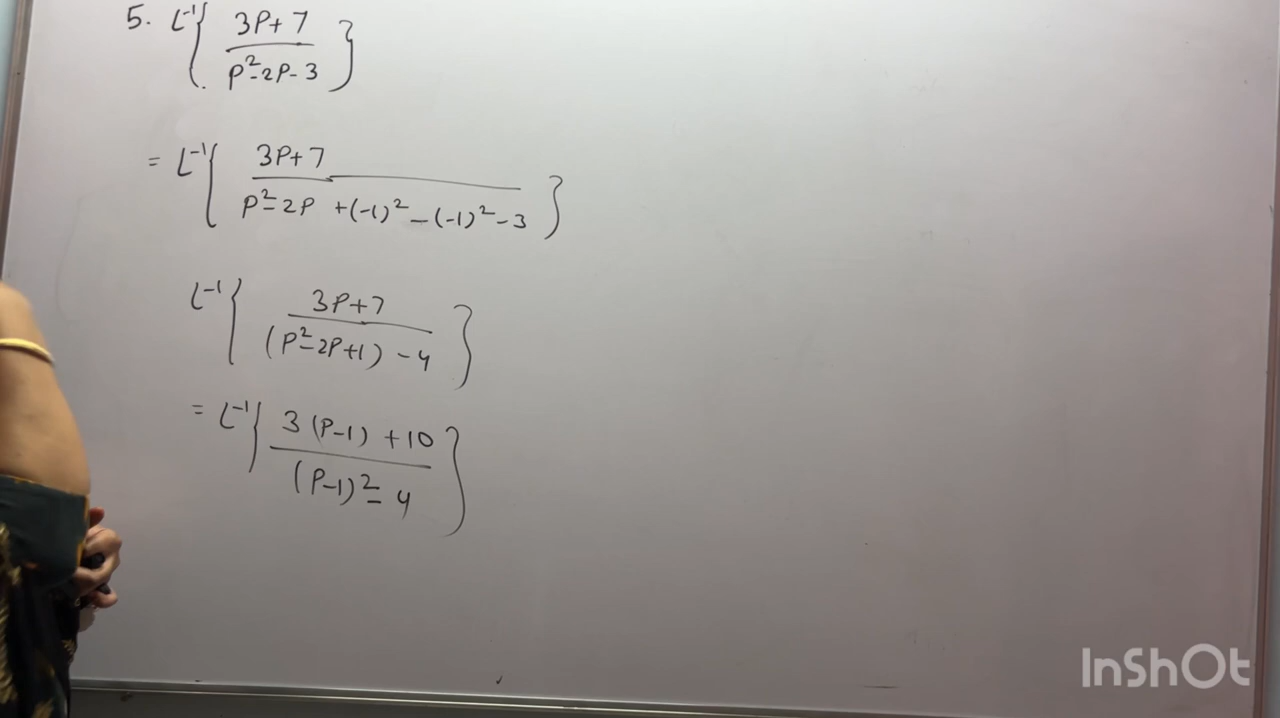 5. L⁻¹{ 3P+7 / P²-2P-3 }
= L⁻¹{ 3P+7 / P²-2P +(-1)² -(-1)² -3 }
L⁻¹{ 3P+7 / (P²-2P+1) -4 }
= L⁻¹{ 3(P-1) +10 / (P-1)² -4 }
InShOt